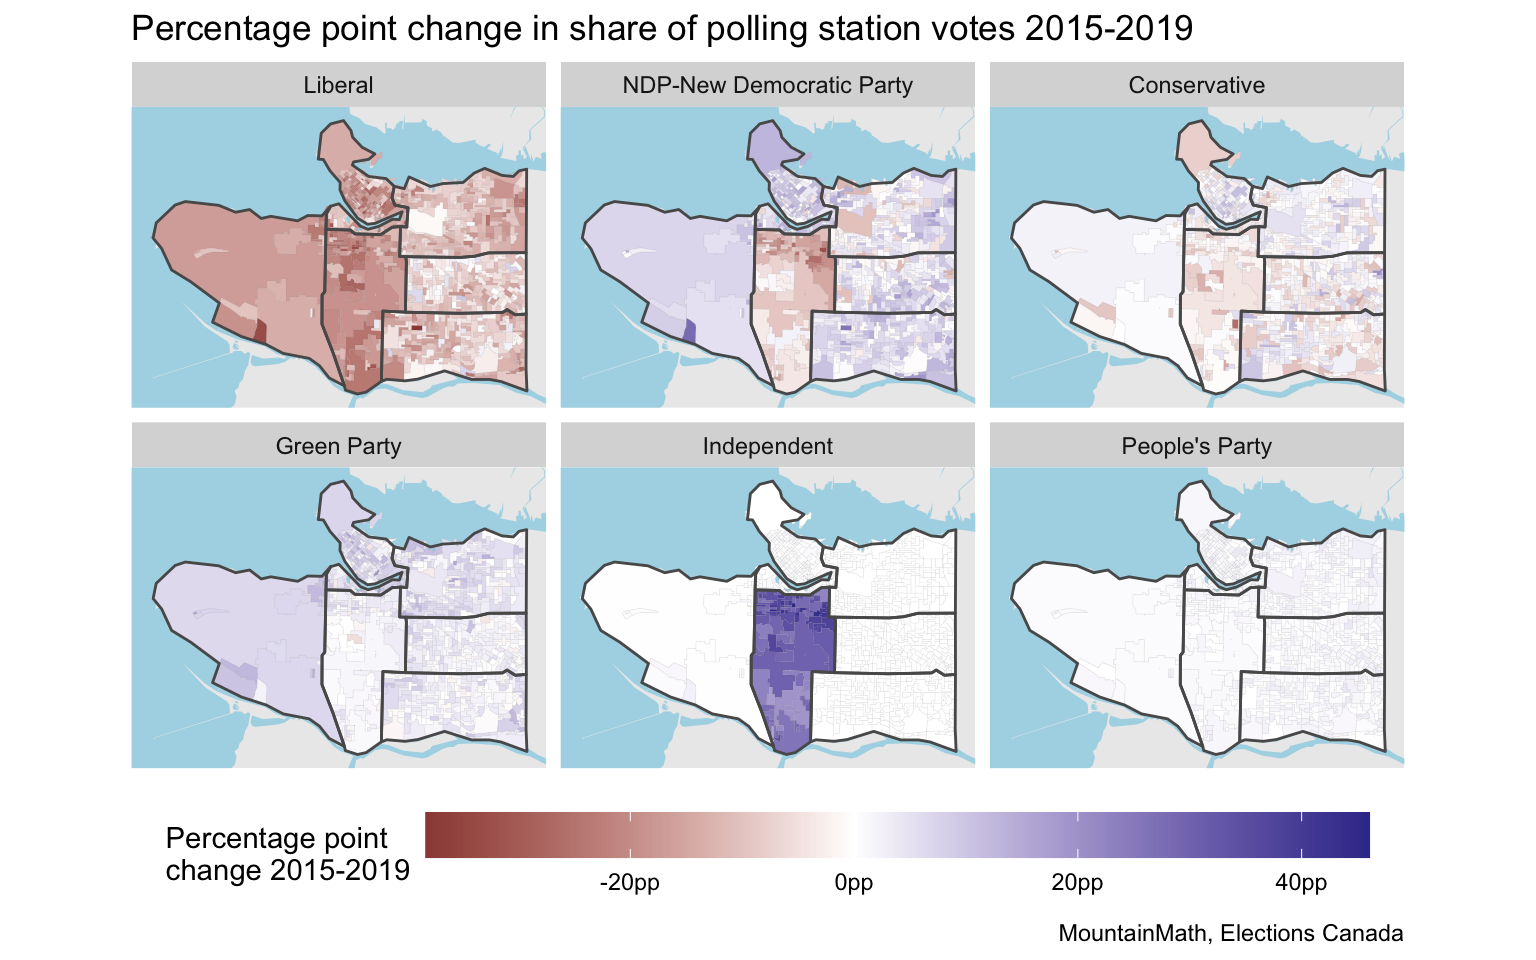 Percentage point change in share of polling station votes 2015-2019
Liberal
NDP-New Democratic Party
Conservative
Green Party
Independent
People's Party
Percentage point
change 2015-2019
-20pp
0pp
20pp
40pp
MountainMath, Elections Canada